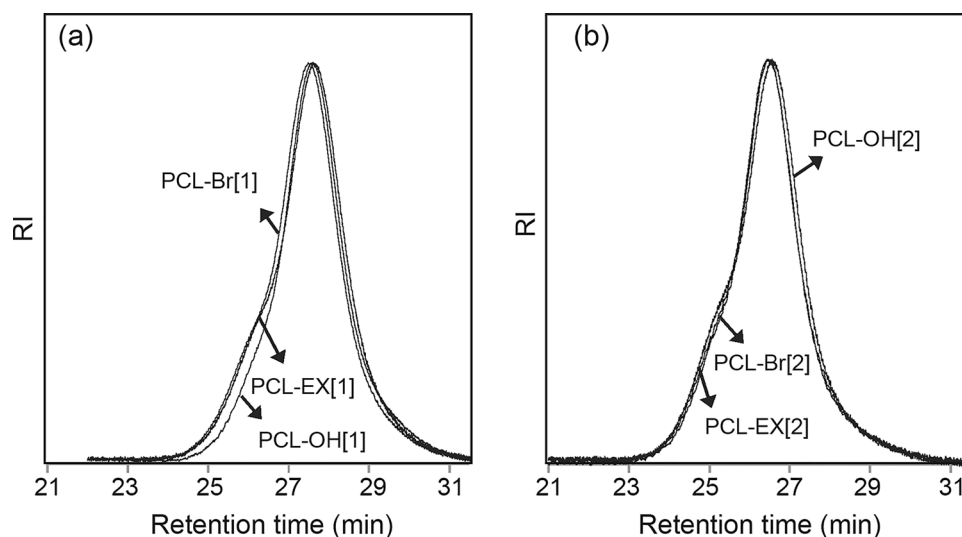 (a)
RI
PCL-Br[1]
PCL-EX[1]
PCL-OH[1]
21 23 25 27 29 31
Retention time (min)
(b)
RI
PCL-OH[2]
PCL-Br[2]
PCL-EX[2]
21 23 25 27 29 31
Retention time (min)